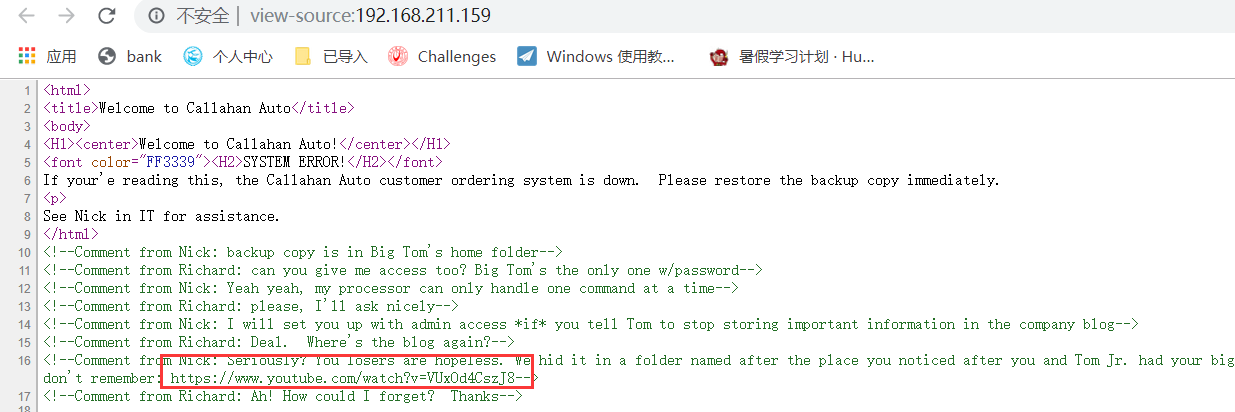 不安全 | view-source:192.168.211.159
应用 bank 个人中心 已导入 Challenges Windows 使用教... 暑假学习计划 · Hu...
1 <html>
2 <title>Welcome to Callahan Auto</title>
3 <body>
4 <H1><center>Welcome to Callahan Auto!</center></H1>
5 <font color="FF3339"><H2>SYSTEM ERROR!</H2></font>
6 If your'e reading this, the Callahan Auto customer ordering system is down.  Please restore the backup copy immediately.
7 <p>
8 See Nick in IT for assistance.
9 </html>
10 <!--Comment from Nick: backup copy is in Big Tom's home folder-->
11 <!--Comment from Richard: can you give me access too? Big Tom's the only one w/password-->
12 <!--Comment from Nick: Yeah yeah, my processor can only handle one command at a time-->
13 <!--Comment from Richard: please, I'll ask nicely-->
14 <!--Comment from Nick: I will set you up with admin access *if* you tell Tom to stop storing important information in the company blog-->
15 <!--Comment from Richard: Deal.  Where's the blog again?-->
16 <!--Comment from Nick: Seriously? You losers are hopeless. We hid it in a folder named after the place you noticed after you and Tom Jr. had your big
don't remember: https://www.youtube.com/watch?v=VUxOd4CszJ8-->
17 <!--Comment from Richard: Ah! How could I forget?  Thanks-->
18